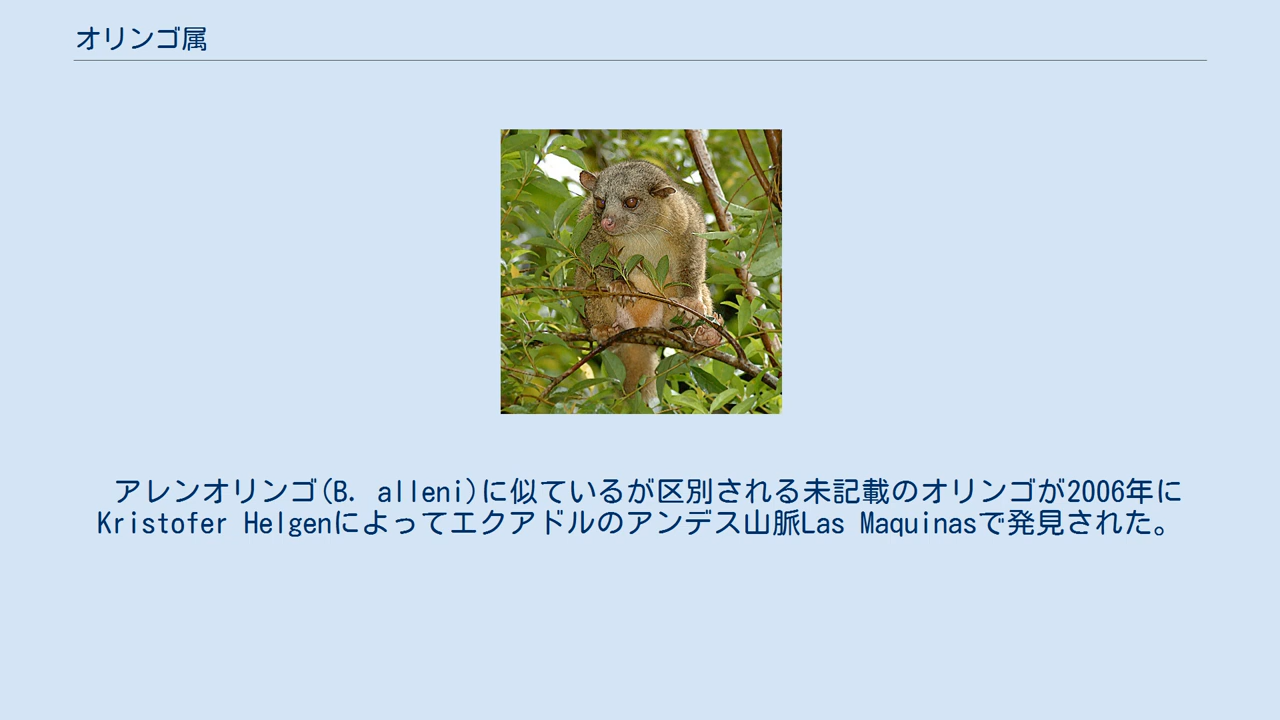 オリンゴ属
アレンオリンゴ(B. alleni)に似ているが区別される未記載のオリンゴが2006年に
Kristofer Helgenによってエクアドルのアンデス山脈Las Maquinasで発見された。